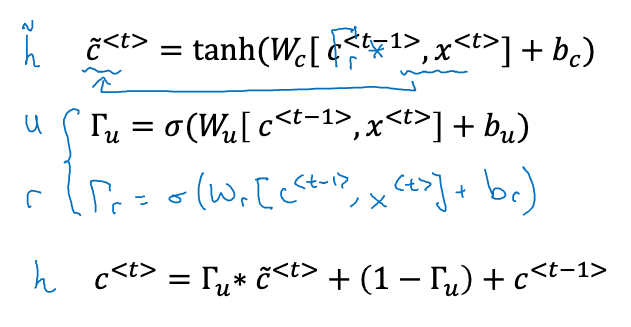 h̃ c̃^{<t>} = tanh(W_c[ Γ_r * c^{<t-1>}, x^{<t>}] + b_c)
u Γ_u = σ(W_u[ c^{<t-1>}, x^{<t>}] + b_u)
r Γ_r = σ(W_r[ c^{<t-1>}, x^{<t>}] + b_r)
h c^{<t>} = Γ_u* c̃^{<t>} + (1 − Γ_u) + c^{<t-1>}